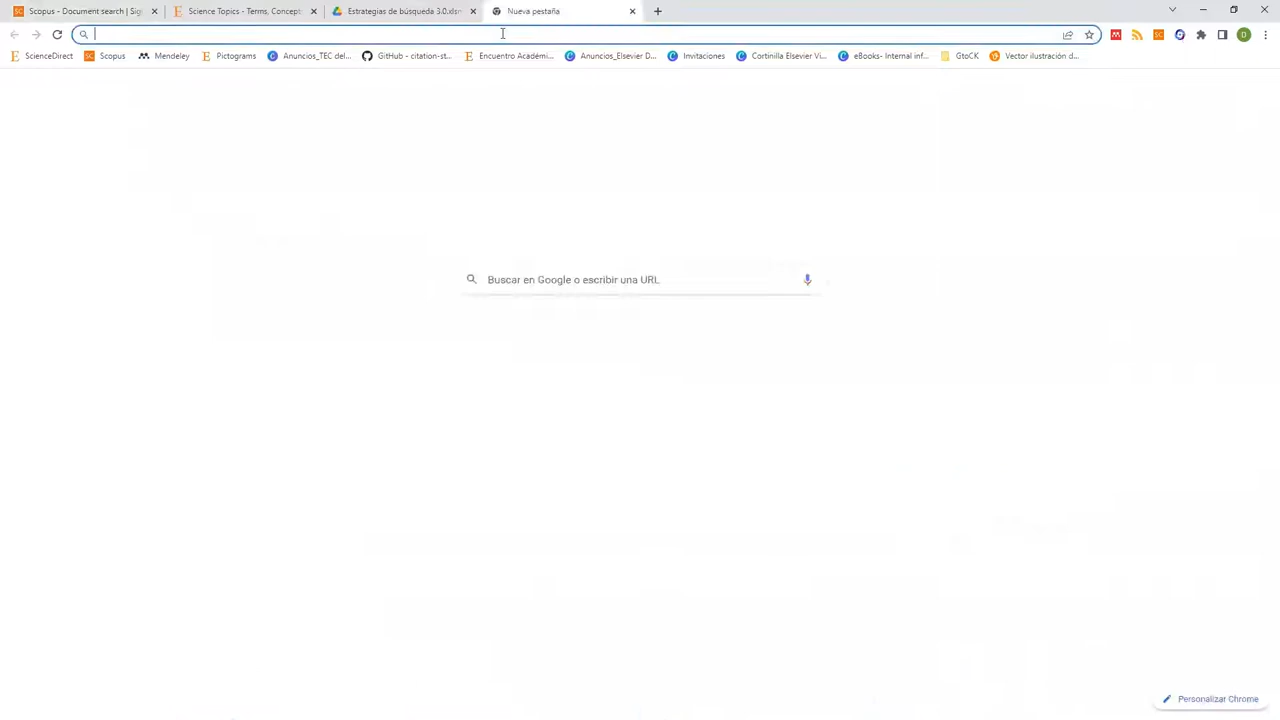 Scopus - Document search | Sig
Science Topics - Terms, Concept:
Estrategias de búsqueda 3.0.xlsm
Nueva pestaña
ScienceDirect
Scopus
Mendeley
Pictograms
Anuncios_TEC del...
GitHub - citation-st...
Encuentro Académi...
Anuncios_Elsevier D...
Invitaciones
Cortinilla Elsevier Vi...
eBooks- Internal inf...
GtoCK
Vector ilustración d...
Buscar en Google o escribir una URL
Personalizar Chrome